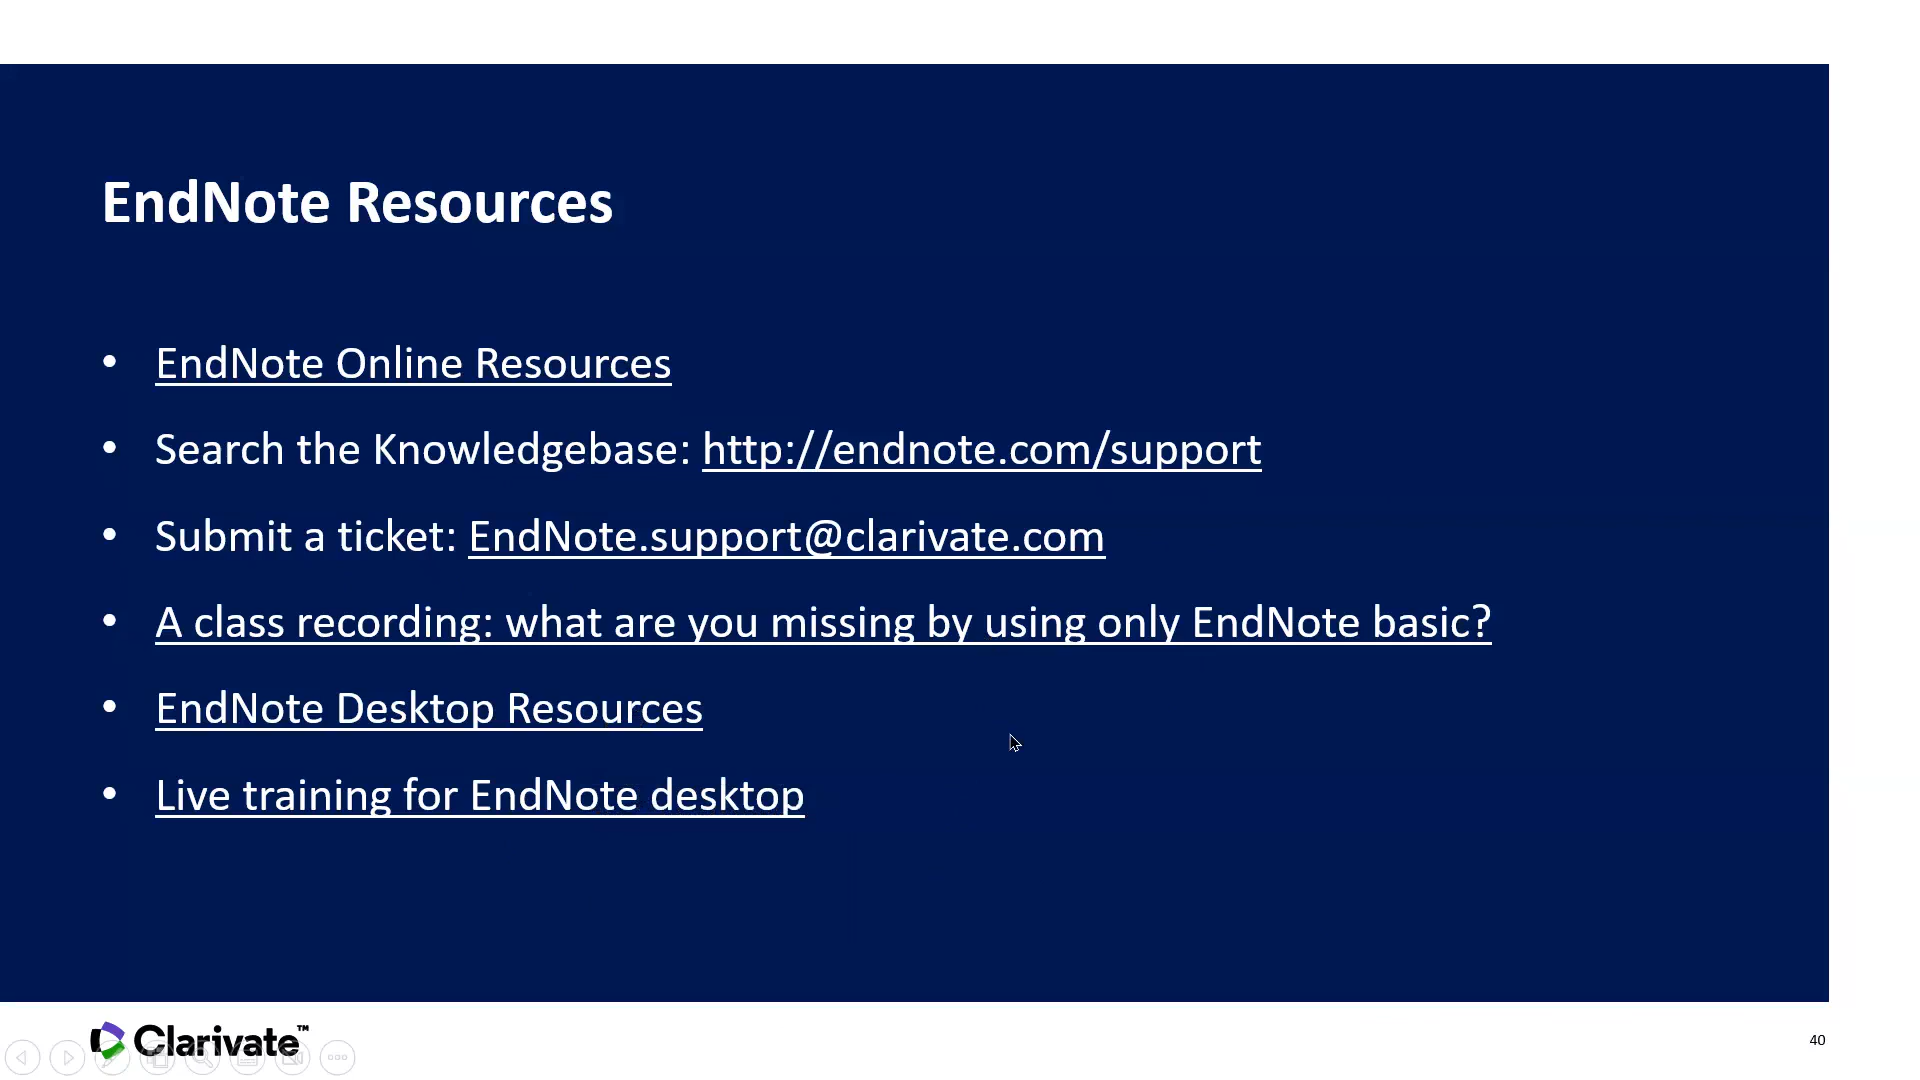 EndNote Resources
• EndNote Online Resources
• Search the Knowledgebase: http://endnote.com/support
• Submit a ticket: EndNote.support@clarivate.com
• A class recording: what are you missing by using only EndNote basic?
• EndNote Desktop Resources
• Live training for EndNote desktop
Clarivate™
40